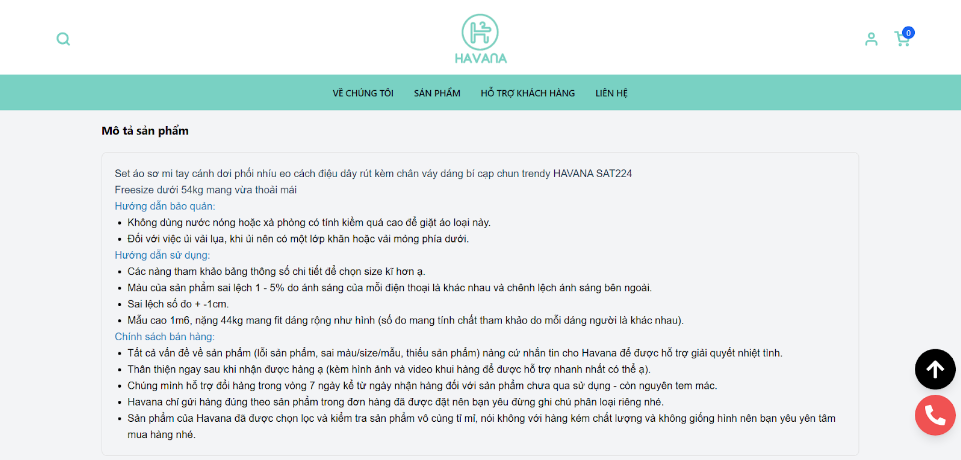 HAVANA
0
VỀ CHÚNG TÔI SẢN PHẨM HỖ TRỢ KHÁCH HÀNG LIÊN HỆ
Mô tả sản phẩm
Set áo sơ mi tay cánh dơi phối nhíu eo cách điệu dây rút kèm chân váy dáng bí cạp chun trendy HAVANA SAT224
Freesize dưới 54kg mang vừa thoải mái
Hướng dẫn bảo quản:
• Không dùng nước nóng hoặc xà phòng có tính kiềm quá cao để giặt áo loại này.
• Đối với việc ủi vải lụa, khi ủi nên có một lớp khăn hoặc vải mỏng phía dưới.
Hướng dẫn sử dụng:
• Các nàng tham khảo bảng thông số chi tiết để chọn size kĩ hơn ạ.
• Màu của sản phẩm sai lệch 1 - 5% do ánh sáng của mỗi điện thoại là khác nhau và chênh lệch ánh sáng bên ngoài.
• Sai lệch số đo + -1cm.
• Mẫu cao 1m6, nặng 44kg mang fit dáng rộng như hình (số đo mang tính chất tham khảo do mỗi dáng người là khác nhau).
Chính sách bán hàng:
• Tất cả vấn đề về sản phẩm (lỗi sản phẩm, sai màu/size/mẫu, thiếu sản phẩm) nàng cứ nhắn tin cho Havana để được hỗ trợ giải quyết nhiệt tình.
• Thân thiện ngay sau khi nhận được hàng ạ (kèm hình ảnh và video khui hàng để được hỗ trợ nhanh nhất có thể ạ).
• Chúng mình hỗ trợ đổi hàng trong vòng 7 ngày kể từ ngày nhận hàng đối với sản phẩm chưa qua sử dụng - còn nguyên tem mác.
• Havana chỉ gửi hàng đúng theo sản phẩm trong đơn hàng đã được đặt nên bạn yêu đừng ghi chú phân loại riêng nhé.
• Sản phẩm của Havana đã được chọn lọc và kiểm tra sản phẩm vô cùng tỉ mỉ, nói không với hàng kém chất lượng và không giống hình nên bạn yêu yên tâm
mua hàng nhé.